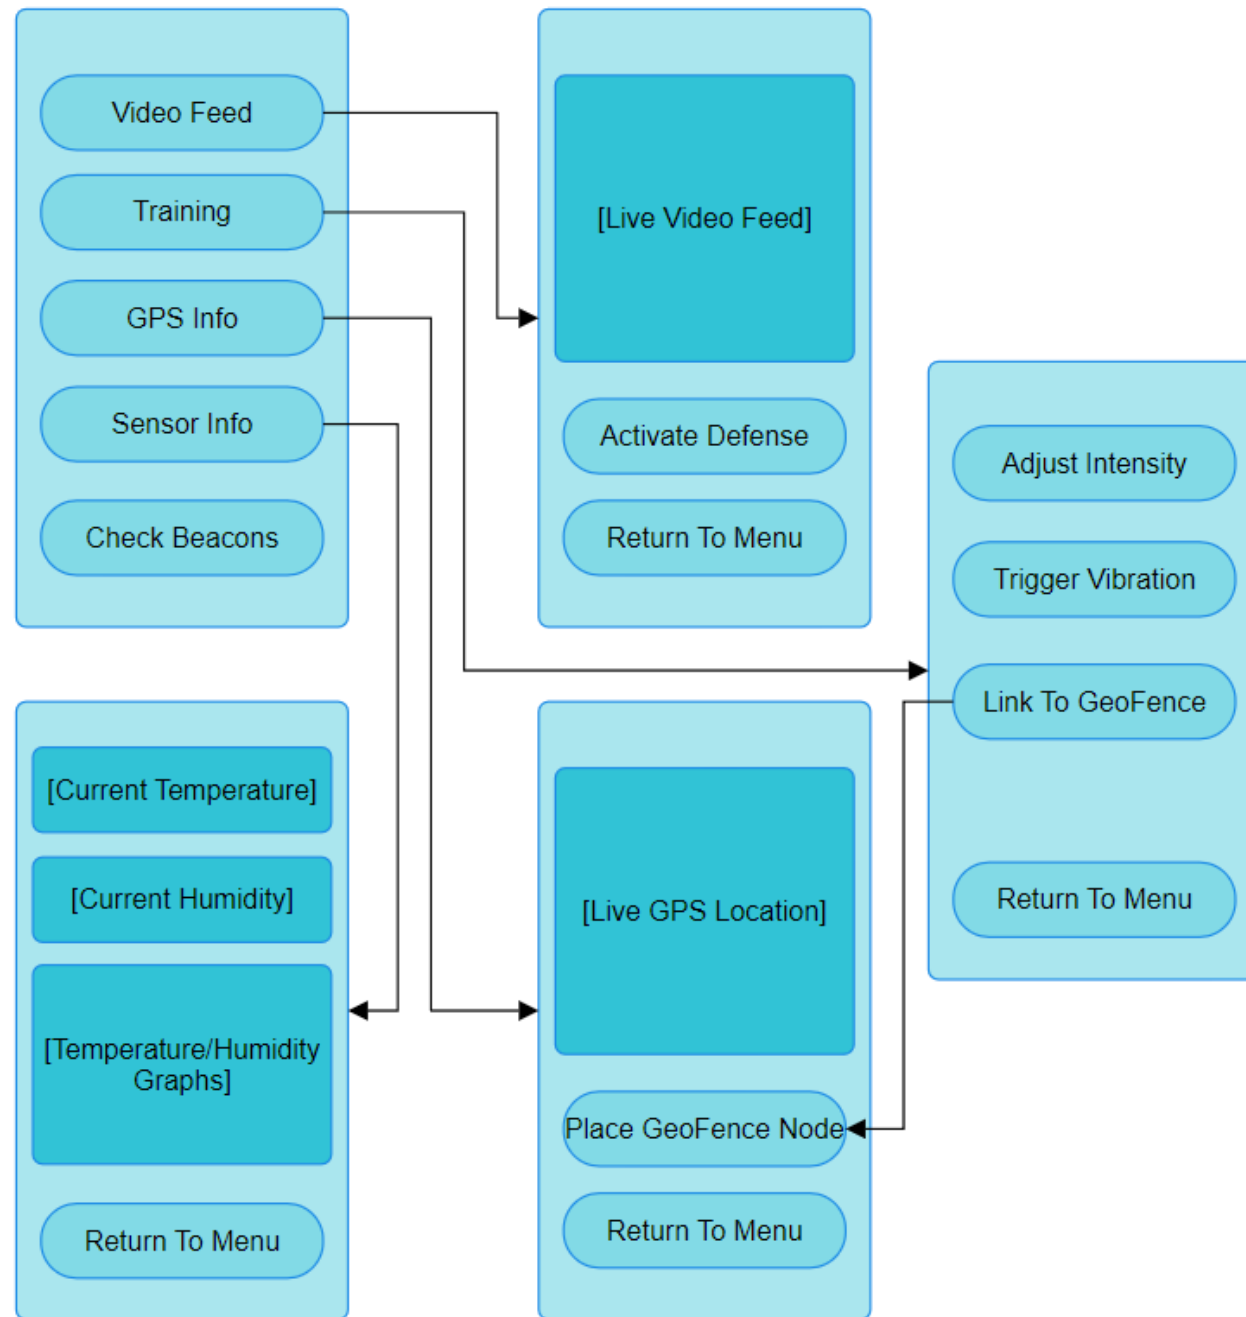 Video Feed
Training
GPS Info
Sensor Info
Check Beacons
[Live Video Feed]
Activate Defense
Return To Menu
Adjust Intensity
Trigger Vibration
Link To GeoFence
Return To Menu
[Current Temperature]
[Current Humidity]
[Temperature/Humidity
Graphs]
Return To Menu
[Live GPS Location]
Place GeoFence Node
Return To Menu